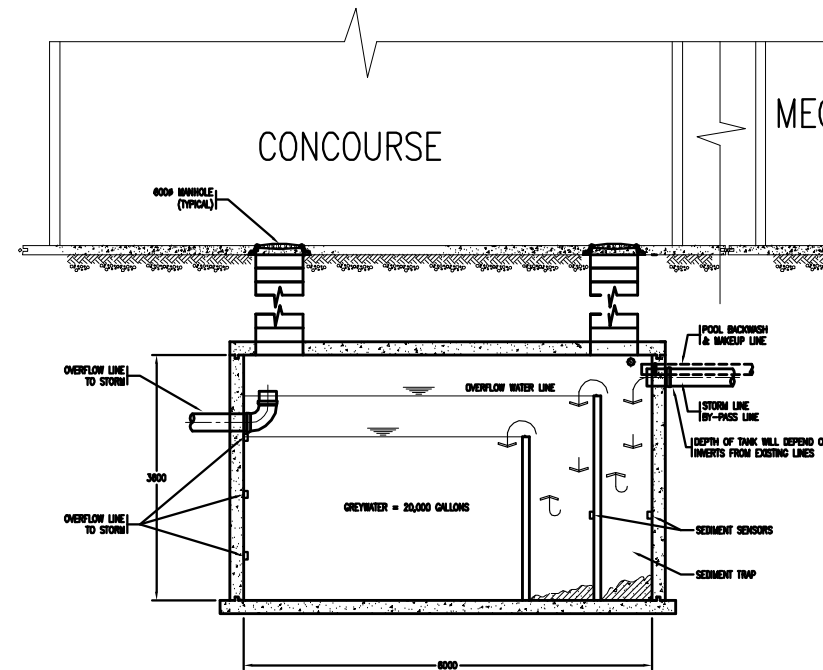 CONCOURSE
MEC
600ø MANHOLE
(TYPICAL)
POOL BACKWASH
& MAKEUP LINE
OVERFLOW LINE
TO STORM
OVERFLOW WATER LINE
STORM LINE
BY-PASS LINE
DEPTH OF TANK WILL DEPEND O
INVERTS FROM EXISTING LINES
3600
GREYWATER = 20,000 GALLONS
OVERFLOW LINE
TO STORM
SEDIMENT SENSORS
SEDIMENT TRAP
6000